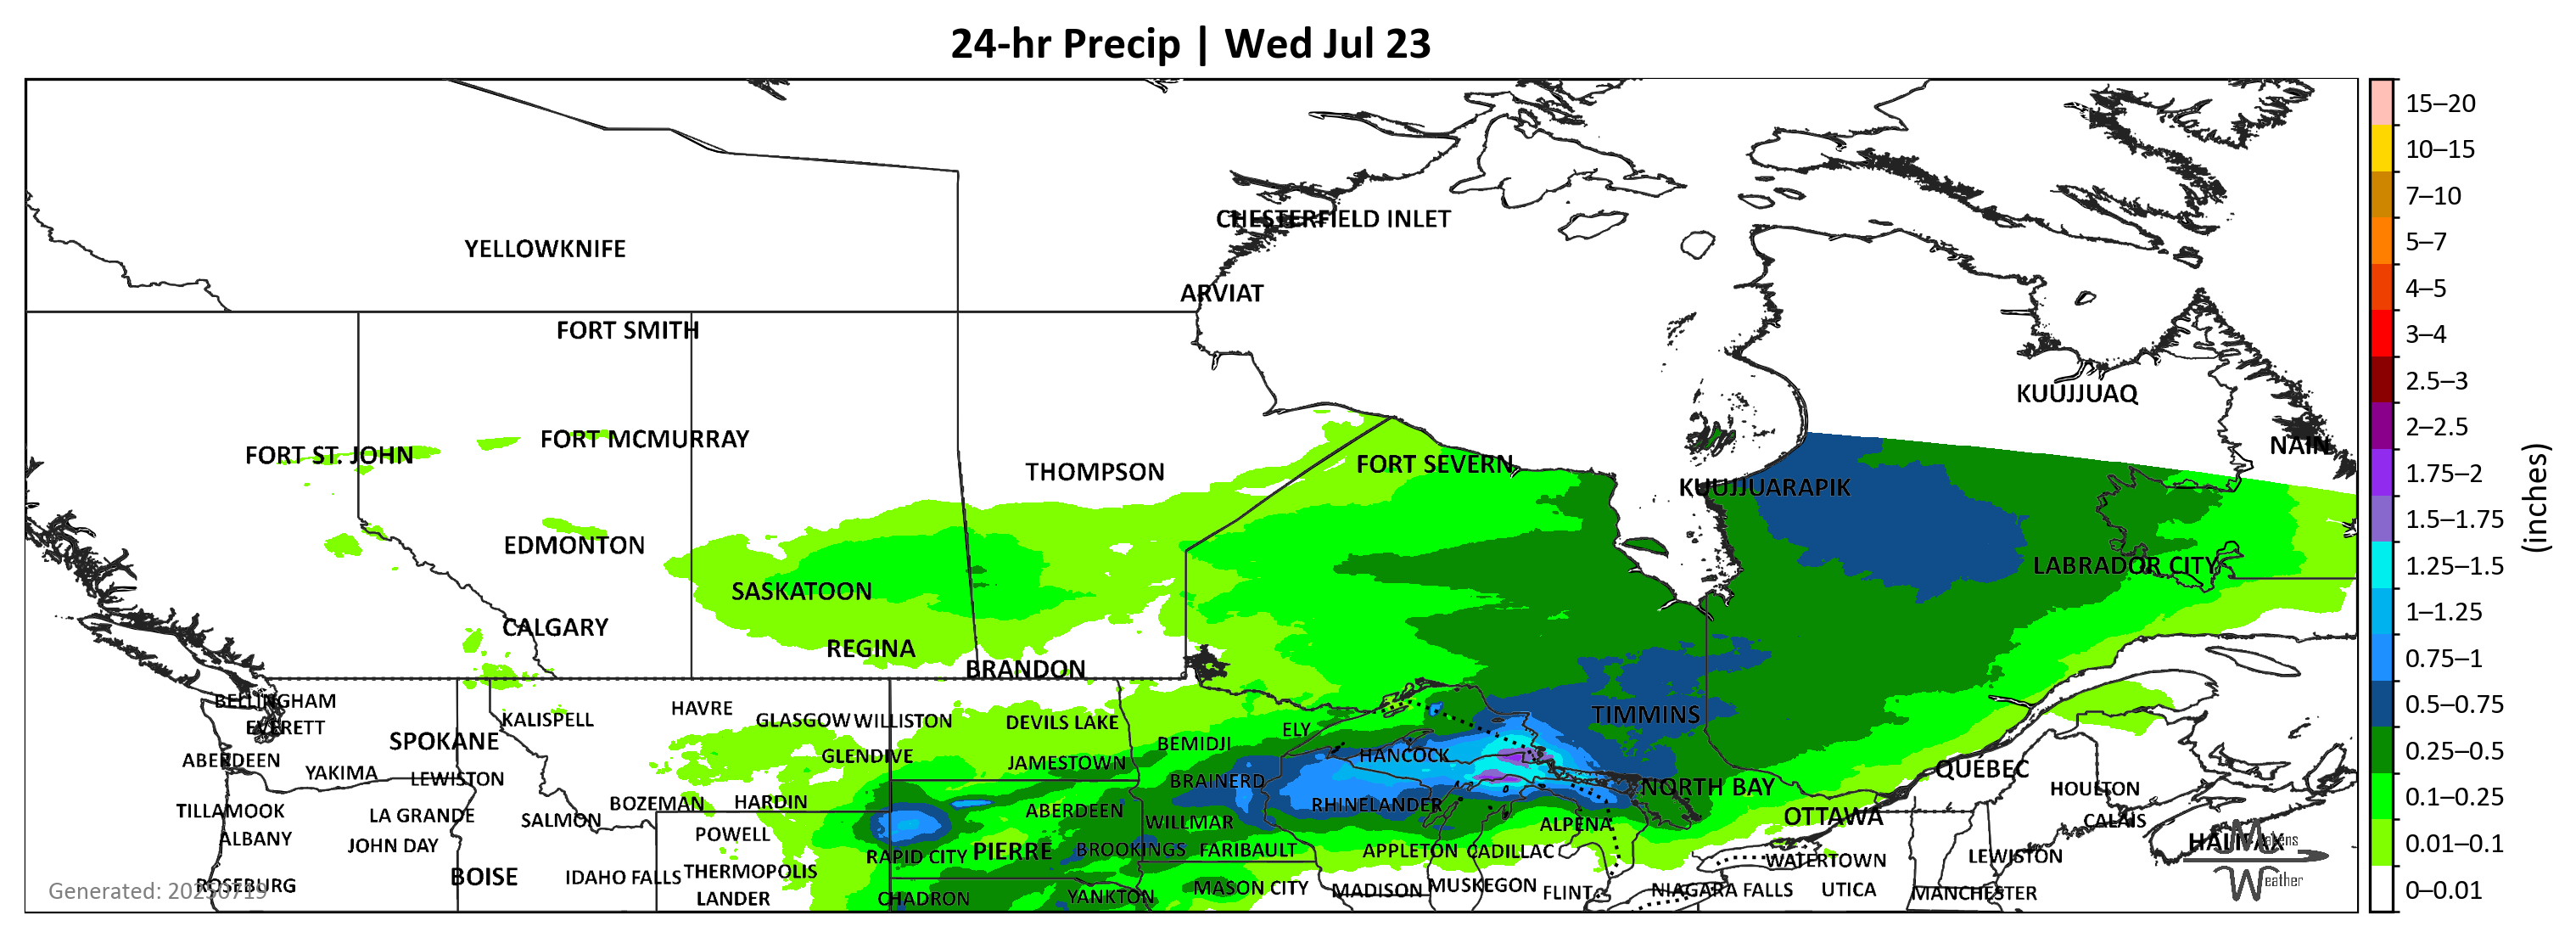 24-hr Precip | Wed Jul 23
15–20
10–15
7–10
5–7
4–5
3–4
2.5–3
2–2.5
1.75–2
1.5–1.75
1.25–1.5
1–1.25
0.75–1
0.5–0.75
0.25–0.5
0.1–0.25
0.01–0.1
0–0.01
(inches)
CHESTERFIELD INLET
YELLOWKNIFE
ARVIAT
FORT SMITH
KUUJJUAQ
FORT MCMURRAY
NAIN
FORT ST. JOHN
FORT SEVERN
THOMPSON
KUUJJUARAPIK
EDMONTON
LABRADOR CITY
SASKATOON
CALGARY
REGINA
BRANDON
BELLINGHAM
HAVRE
TIMMINS
KALISPELL
GLASGOW
WILLISTON
DEVILS LAKE
EVERETT
ELY
SPOKANE
BEMIDJI
GLENDIVE
HANCOCK
ABERDEEN
JAMESTOWN
QUÉBEC
YAKIMA
LEWISTON
BRAINERD
NORTH BAY
HOULTON
BOZEMAN
HARDIN
RHINELANDER
TILLAMOOK
LA GRANDE
ABERDEEN
OTTAWA
SALMON
WILLMAR
ALPENA
CALAIS
ALBANY
POWELL
HALIFAX
JOHN DAY
RAPID CITY
PIERRE
BROOKINGS
FARIBAULT
APPLETON
CADILLAC
WATERTOWN
LEWISTON
BOISE
IDAHO FALLS
THERMOPOLIS
ROSEBURG
MASON CITY
MADISON
MUSKEGON
FLINT
NIAGARA FALLS
UTICA
MANCHESTER
LANDER
CHADRON
YANKTON
Generated: 20250719
Makens
Weather